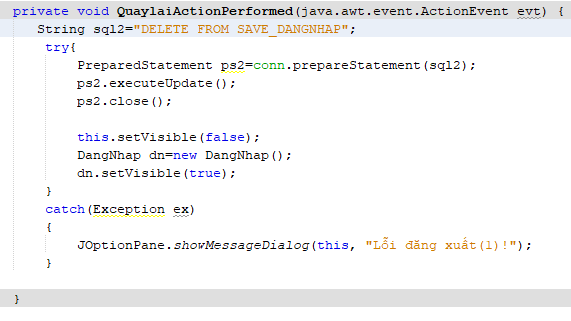 private void QuaylaiActionPerformed(java.awt.event.ActionEvent evt) {
String sql2="DELETE FROM SAVE_DANGNHAP";
try{
PreparedStatement ps2=conn.prepareStatement(sql2);
ps2.executeUpdate();
ps2.close();
this.setVisible(false);
DangNhap dn=new DangNhap();
dn.setVisible(true);
}
catch(Exception ex)
{
JOptionPane.showMessageDialog(this, "Lỗi đăng xuất(1)!");
}
}